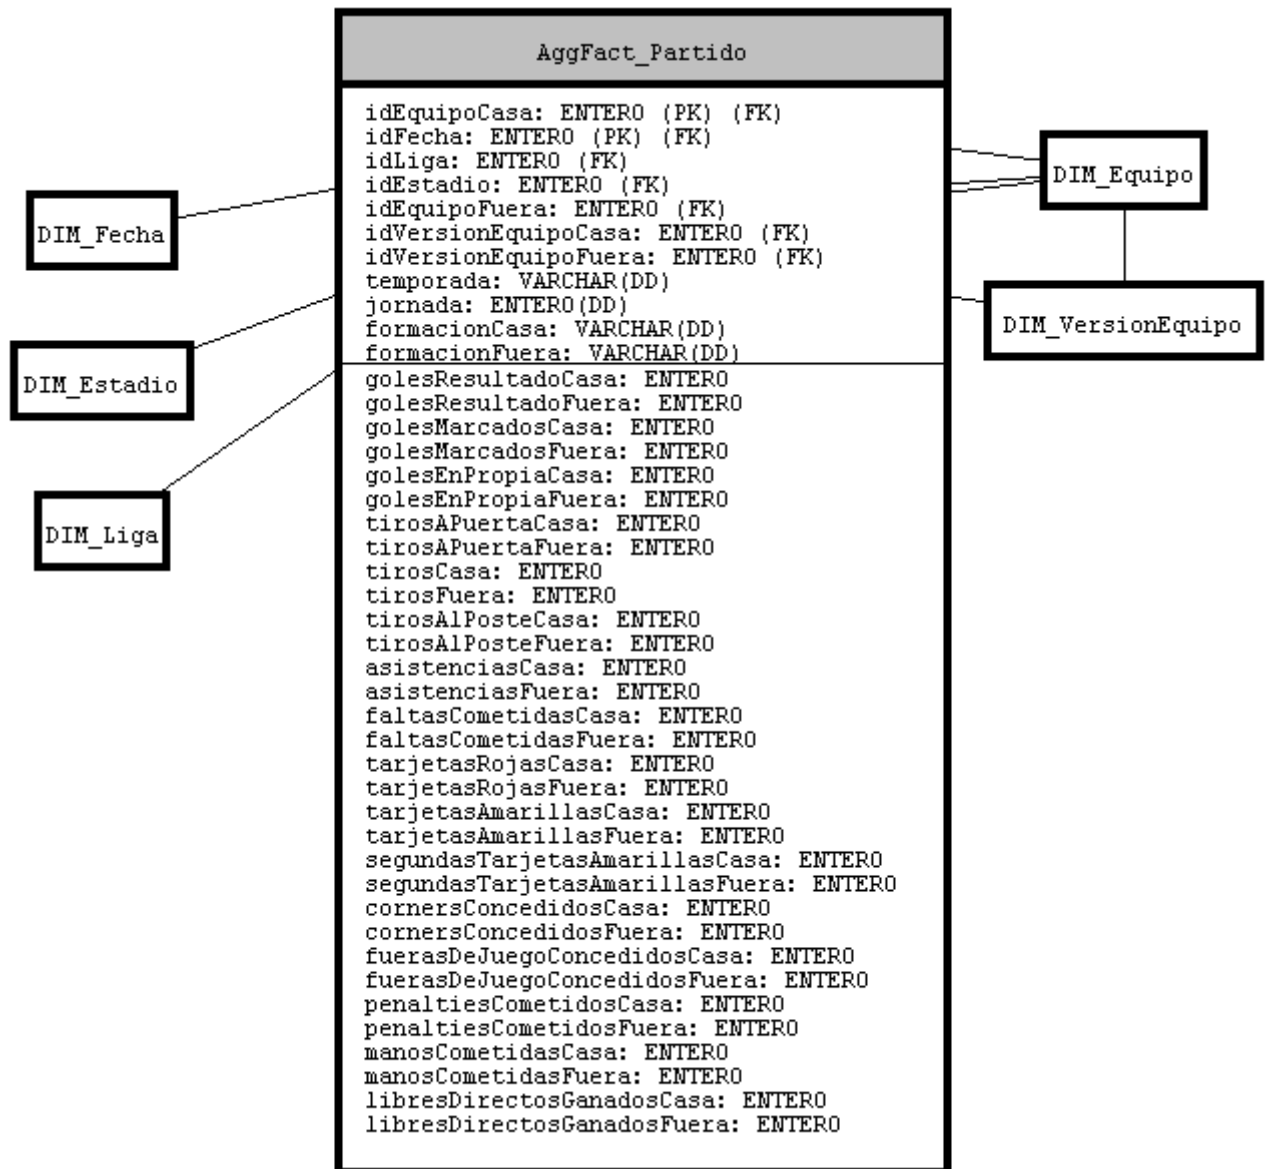 AggFact_Partido
idEquipoCasa: ENTERO (PK) (FK)
idFecha: ENTERO (PK) (FK)
idLiga: ENTERO (FK)
idEstadio: ENTERO (FK)
idEquipoFuera: ENTERO (FK)
idVersionEquipoCasa: ENTERO (FK)
idVersionEquipoFuera: ENTERO (FK)
temporada: VARCHAR(DD)
jornada: ENTERO(DD)
formacionCasa: VARCHAR(DD)
formacionFuera: VARCHAR(DD)
golesResultadoCasa: ENTERO
golesResultadoFuera: ENTERO
golesMarcadosCasa: ENTERO
golesMarcadosFuera: ENTERO
golesEnPropiaCasa: ENTERO
golesEnPropiaFuera: ENTERO
tirosAPuertaCasa: ENTERO
tirosAPuertaFuera: ENTERO
tirosCasa: ENTERO
tirosFuera: ENTERO
tirosAlPosteCasa: ENTERO
tirosAlPosteFuera: ENTERO
asistenciasCasa: ENTERO
asistenciasFuera: ENTERO
faltasCometidasCasa: ENTERO
faltasCometidasFuera: ENTERO
tarjetasRojasCasa: ENTERO
tarjetasRojasFuera: ENTERO
tarjetasAmarillasCasa: ENTERO
tarjetasAmarillasFuera: ENTERO
segundasTarjetasAmarillasCasa: ENTERO
segundasTarjetasAmarillasFuera: ENTERO
cornersConcedidosCasa: ENTERO
cornersConcedidosFuera: ENTERO
fuerasDeJuegoConcedidosCasa: ENTERO
fuerasDeJuegoConcedidosFuera: ENTERO
penaltiesCometidosCasa: ENTERO
penaltiesCometidosFuera: ENTERO
manosCometidasCasa: ENTERO
manosCometidasFuera: ENTERO
libresDirectosGanadosCasa: ENTERO
libresDirectosGanadosFuera: ENTERO
DIM_Fecha
DIM_Estadio
DIM_Liga
DIM_Equipo
DIM_VersionEquipo